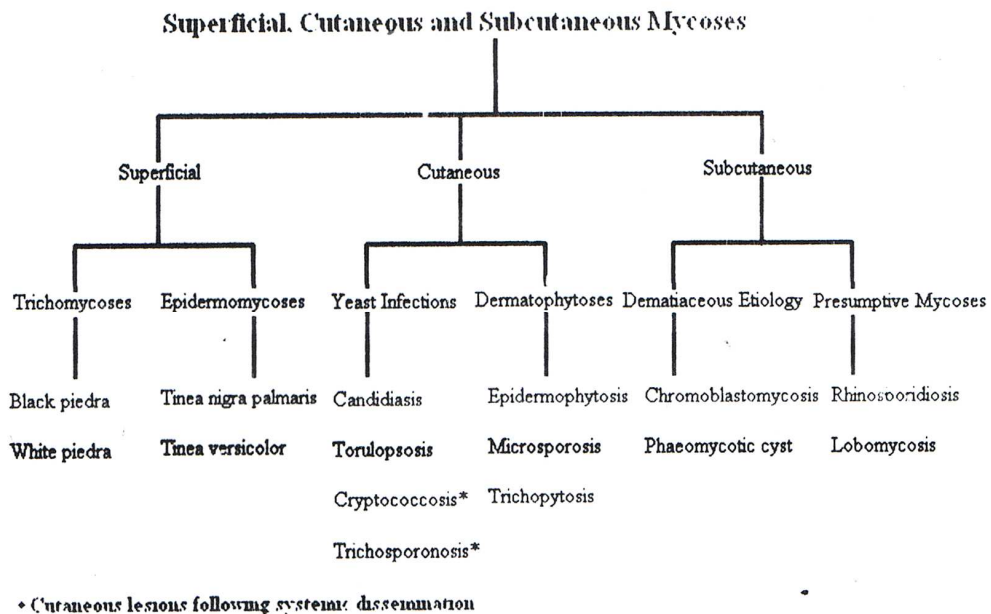 Superficial, Cutaneous and Subcutaneous Mycoses
Superficial
Cutaneous
Subcutaneous
Trichomycoses
Epidermomycoses
Yeast Infections
Dermatophytoses
Dematiaceous Etiology
Presumptive Mycoses
Black piedra
White piedra
Tinea nigra palmaris
Tinea versicolor
Candidiasis
Torulopsosis
Cryptococcosis*
Trichosporonosis*
Epidermophytosis
Microsporosis
Trichopytosis
Chromoblastomycosis
Phaeomycotic cyst
Rhinosporidiosis
Lobomycosis
* Cutaneous lesions following systemic dissemination